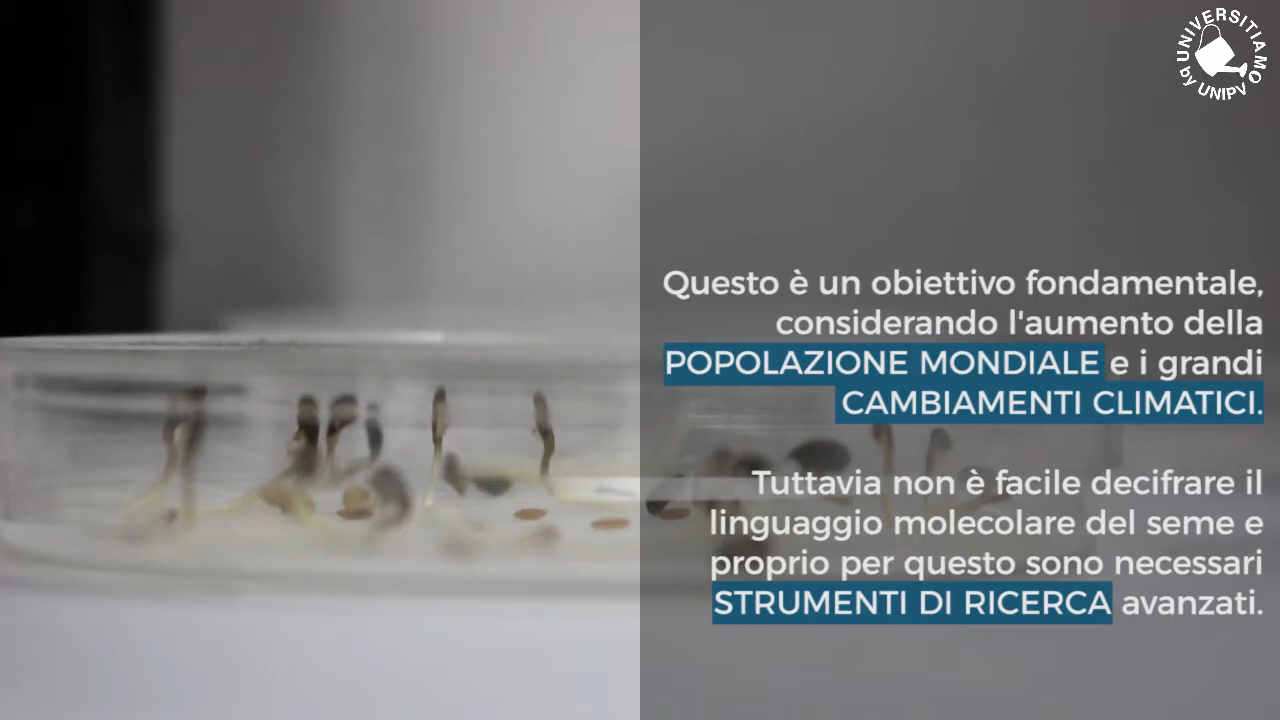 UNIVERSITIAMO
by UNIPV
Questo è un obiettivo fondamentale,
considerando l'aumento della
POPOLAZIONE MONDIALE e i grandi
CAMBIAMENTI CLIMATICI.
Tuttavia non è facile decifrare il
linguaggio molecolare del seme e
proprio per questo sono necessari
STRUMENTI DI RICERCA avanzati.